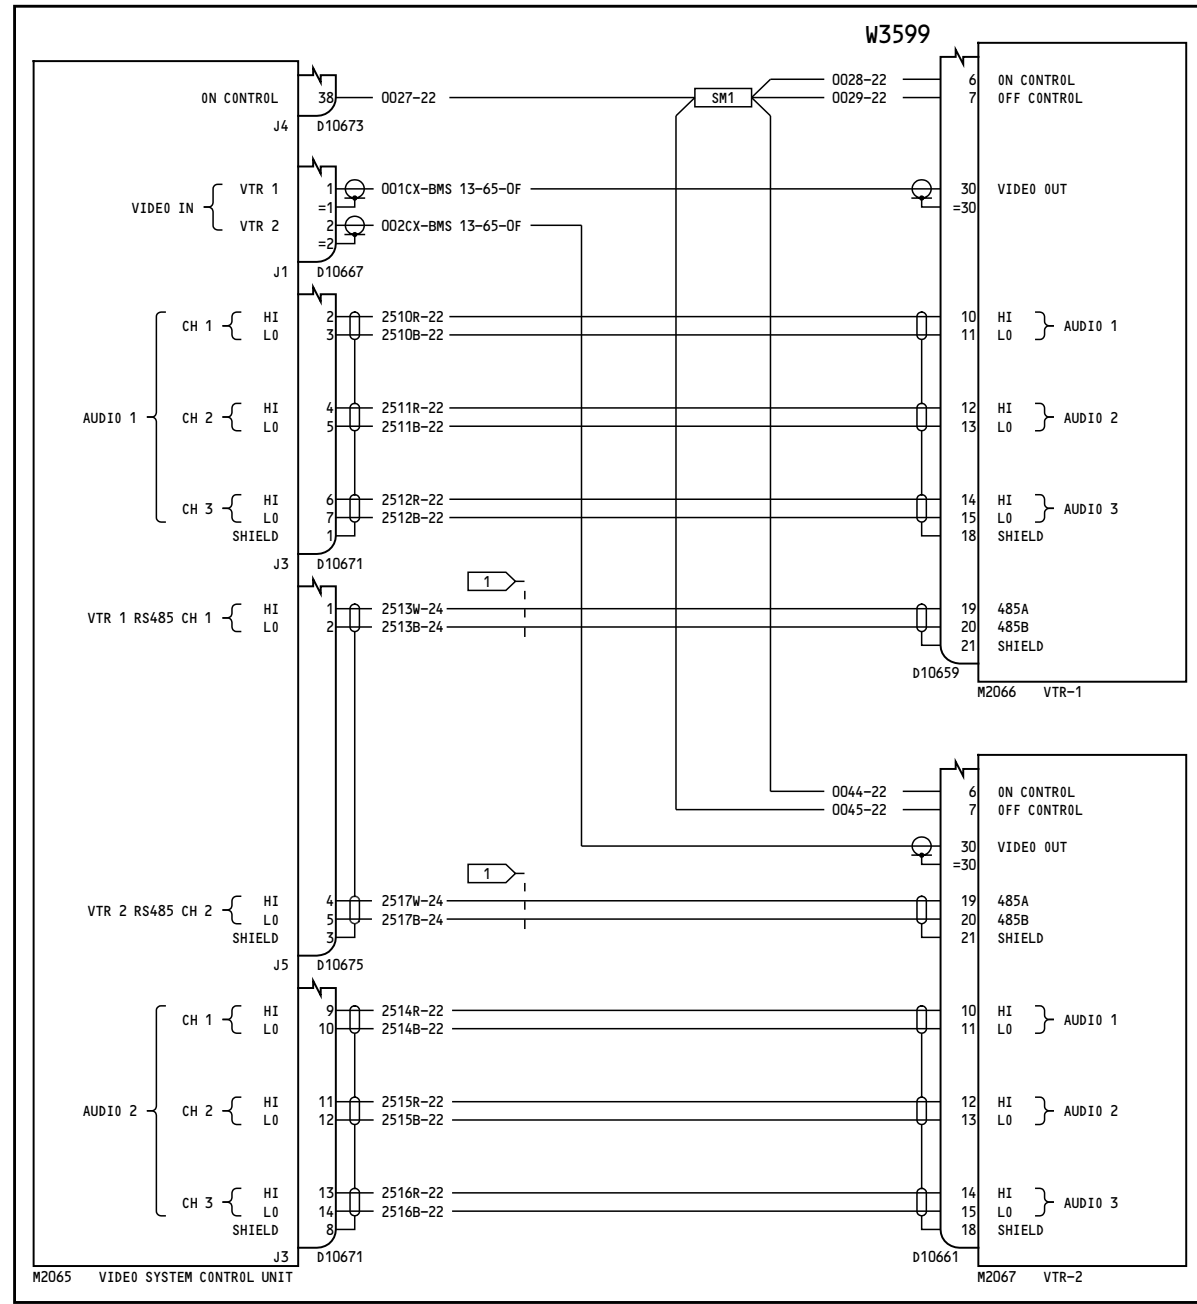 W3599
0028-22 6 ON CONTROL
ON CONTROL 38 0027-22 SM1 0029-22 7 OFF CONTROL
J4 D10673
VTR 1 1 001CX-BMS 13-65-0F 30 VIDEO OUT
VIDEO IN =1 =30
VTR 2 2 002CX-BMS 13-65-0F
=2
J1 D10667
HI 2 2510R-22 10 HI
CH 1 AUDIO 1
LO 3 2510B-22 11 LO
HI 4 2511R-22 12 HI
AUDIO 1 CH 2 AUDIO 2
LO 5 2511B-22 13 LO
HI 6 2512R-22 14 HI
CH 3 AUDIO 3
LO 7 2512B-22 15 LO
SHIELD 1 18 SHIELD
J3 D10671
1
HI 1 2513W-24 19 485A
VTR 1 RS485 CH 1
LO 2 2513B-24 20 485B
21 SHIELD
D10659
M2066 VTR-1
0044-22 6 ON CONTROL
0045-22 7 OFF CONTROL
30 VIDEO OUT
=30
1
HI 4 2517W-24 19 485A
VTR 2 RS485 CH 2
LO 5 2517B-24 20 485B
SHIELD 3 21 SHIELD
J5 D10675
HI 9 2514R-22 10 HI
CH 1 AUDIO 1
LO 10 2514B-22 11 LO
HI 11 2515R-22 12 HI
AUDIO 2 CH 2 AUDIO 2
LO 12 2515B-22 13 LO
HI 13 2516R-22 14 HI
CH 3 AUDIO 3
LO 14 2516B-22 15 LO
SHIELD 8 18 SHIELD
J3 D10671 D10661
M2065 VIDEO SYSTEM CONTROL UNIT M2067 VTR-2